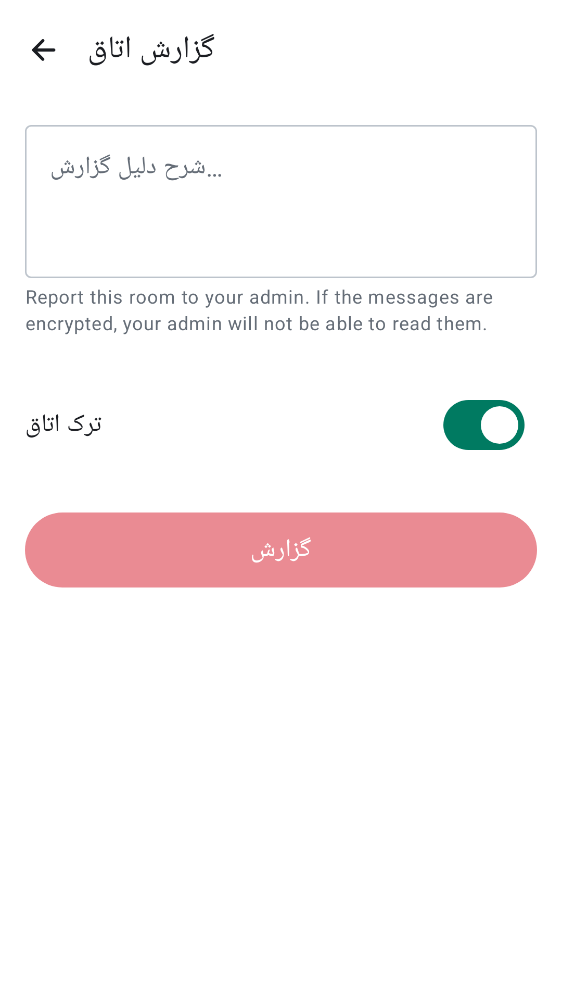 گزارش اتاق
شرح دلیل گزارش...
Report this room to your admin. If the messages are
encrypted, your admin will not be able to read them.
ترک اتاق
گزارش